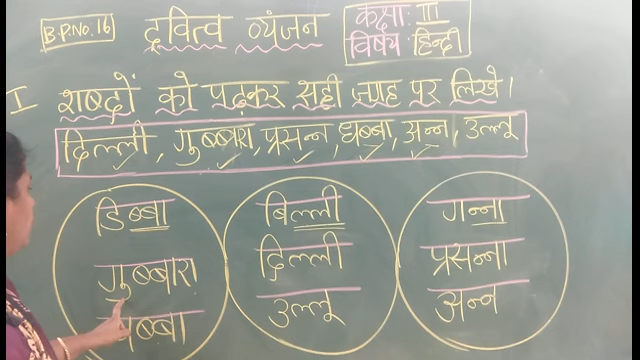 B.P.No.16
द्वित्व व्यंजन
कक्षाः III
विषय हिन्दी
I शब्दों को पढ़कर सही जगह पर लिखे।
दिल्ली, गुब्बारा, प्रसन्न, धब्बा, अन्न, उल्लू
डिब्बा
गुब्बारा
धब्बा
बिल्ली
दिल्ली
उल्लू
गन्ना
प्रसन्ना
अन्न